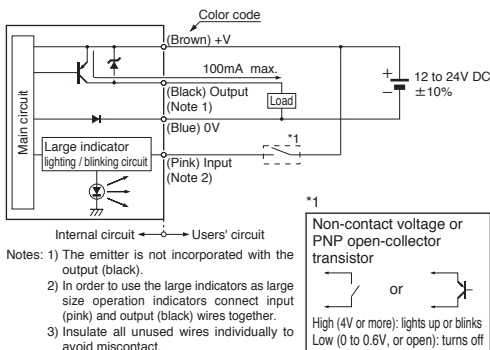 Color code
(Brown) +V
100mA max.
(Black) Output
(Note 1)
Load
+
−
12 to 24V DC
±10%
(Blue) 0V
Main circuit
Large indicator
lighting / blinking circuit
*1
(Pink) Input
(Note 2)
Internal circuit
Users' circuit
Notes: 1) The emitter is not incorporated with the
output (black).
2) In order to use the large indicators as large
size operation indicators connect input
(pink) and output (black) wires together.
3) Insulate all unused wires individually to
avoid miscontact.
*1
Non-contact voltage or
PNP open-collector
transistor
or
High (4V or more): lights up or blinks
Low (0 to 0.6V, or open): turns off